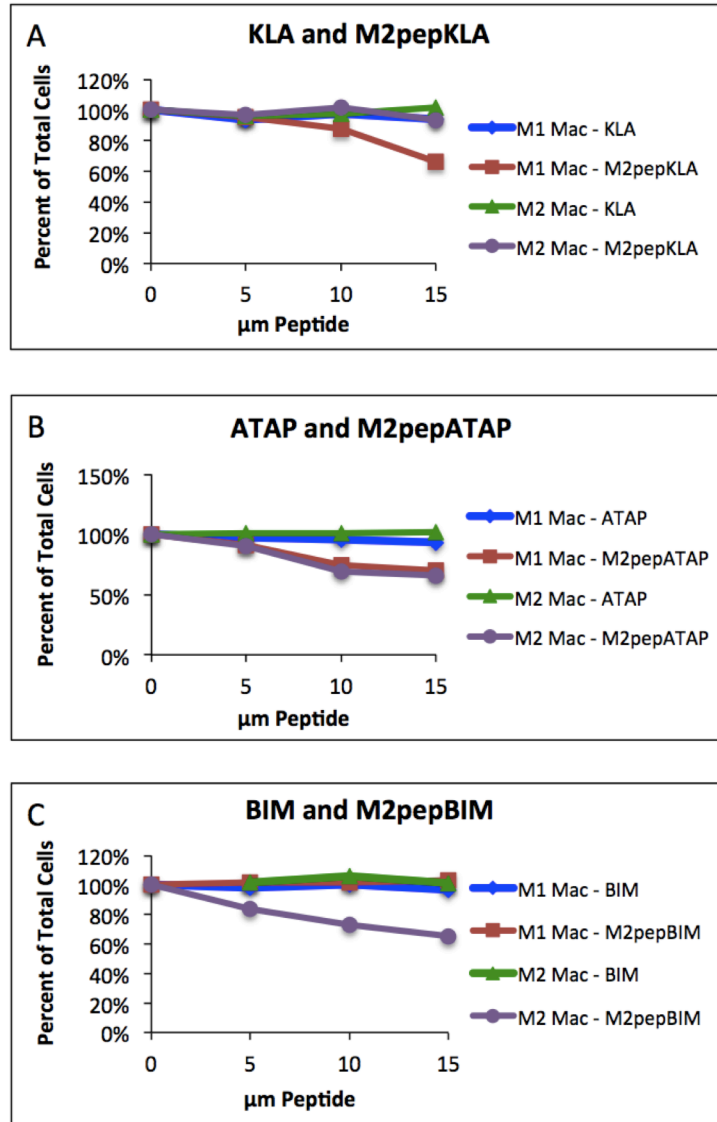 A
KLA and M2pepKLA
Percent of Total Cells
120%
100%
80%
60%
40%
20%
0%
0 5 10 15
μm Peptide
M1 Mac - KLA
M1 Mac - M2pepKLA
M2 Mac - KLA
M2 Mac - M2pepKLA
B
ATAP and M2pepATAP
Percent of Total Cells
150%
100%
50%
0%
0 5 10 15
μm Peptide
M1 Mac - ATAP
M1 Mac - M2pepATAP
M2 Mac - ATAP
M2 Mac - M2pepATAP
C
BIM and M2pepBIM
Percent of Total Cells
120%
100%
80%
60%
40%
20%
0%
0 5 10 15
μm Peptide
M1 Mac - BIM
M1 Mac - M2pepBIM
M2 Mac - BIM
M2 Mac - M2pepBIM